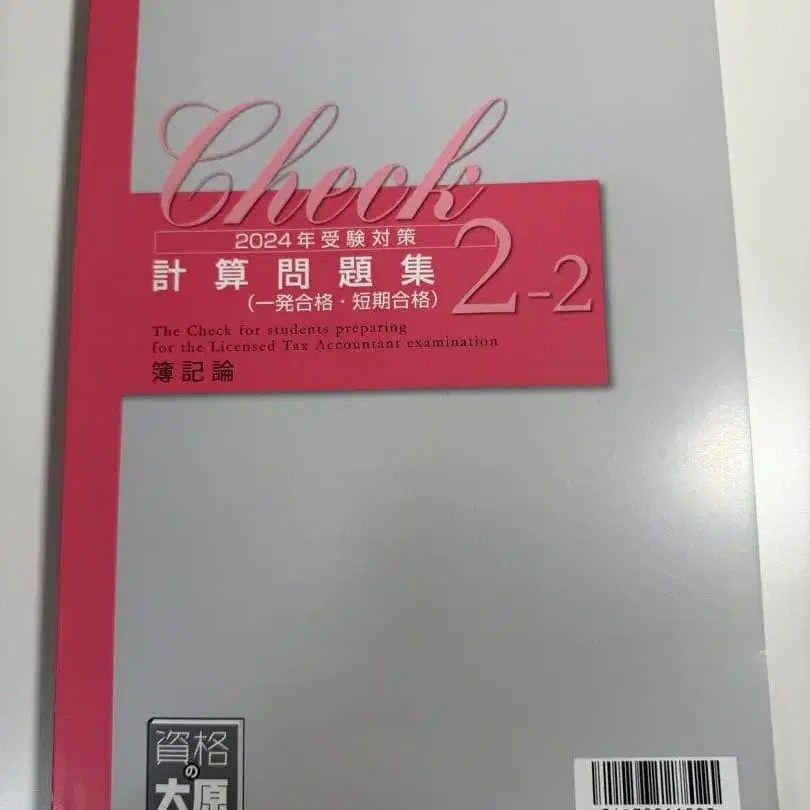 Check
2024年受験対策
計算問題集 2-2
(一発合格・短期合格)
The Check for students preparing
for the Licensed Tax Accountant examination
簿記論
資格
の
大原